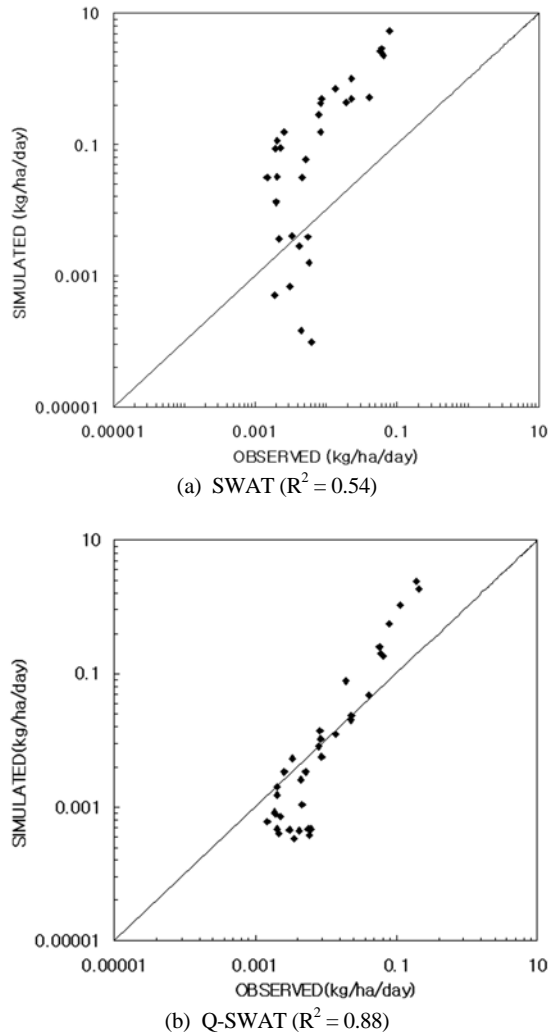 10
0.1
0.001
0.00001
SIMULATED (kg/ha/day)
0.00001 0.001 0.1 10
OBSERVED (kg/ha/day)
(a) SWAT (R² = 0.54)
10
0.1
0.001
0.00001
SIMULATED(kg/ha/day)
0.00001 0.001 0.1 10
OBSERVED(kg/ha/day)
(b) Q-SWAT (R² = 0.88)